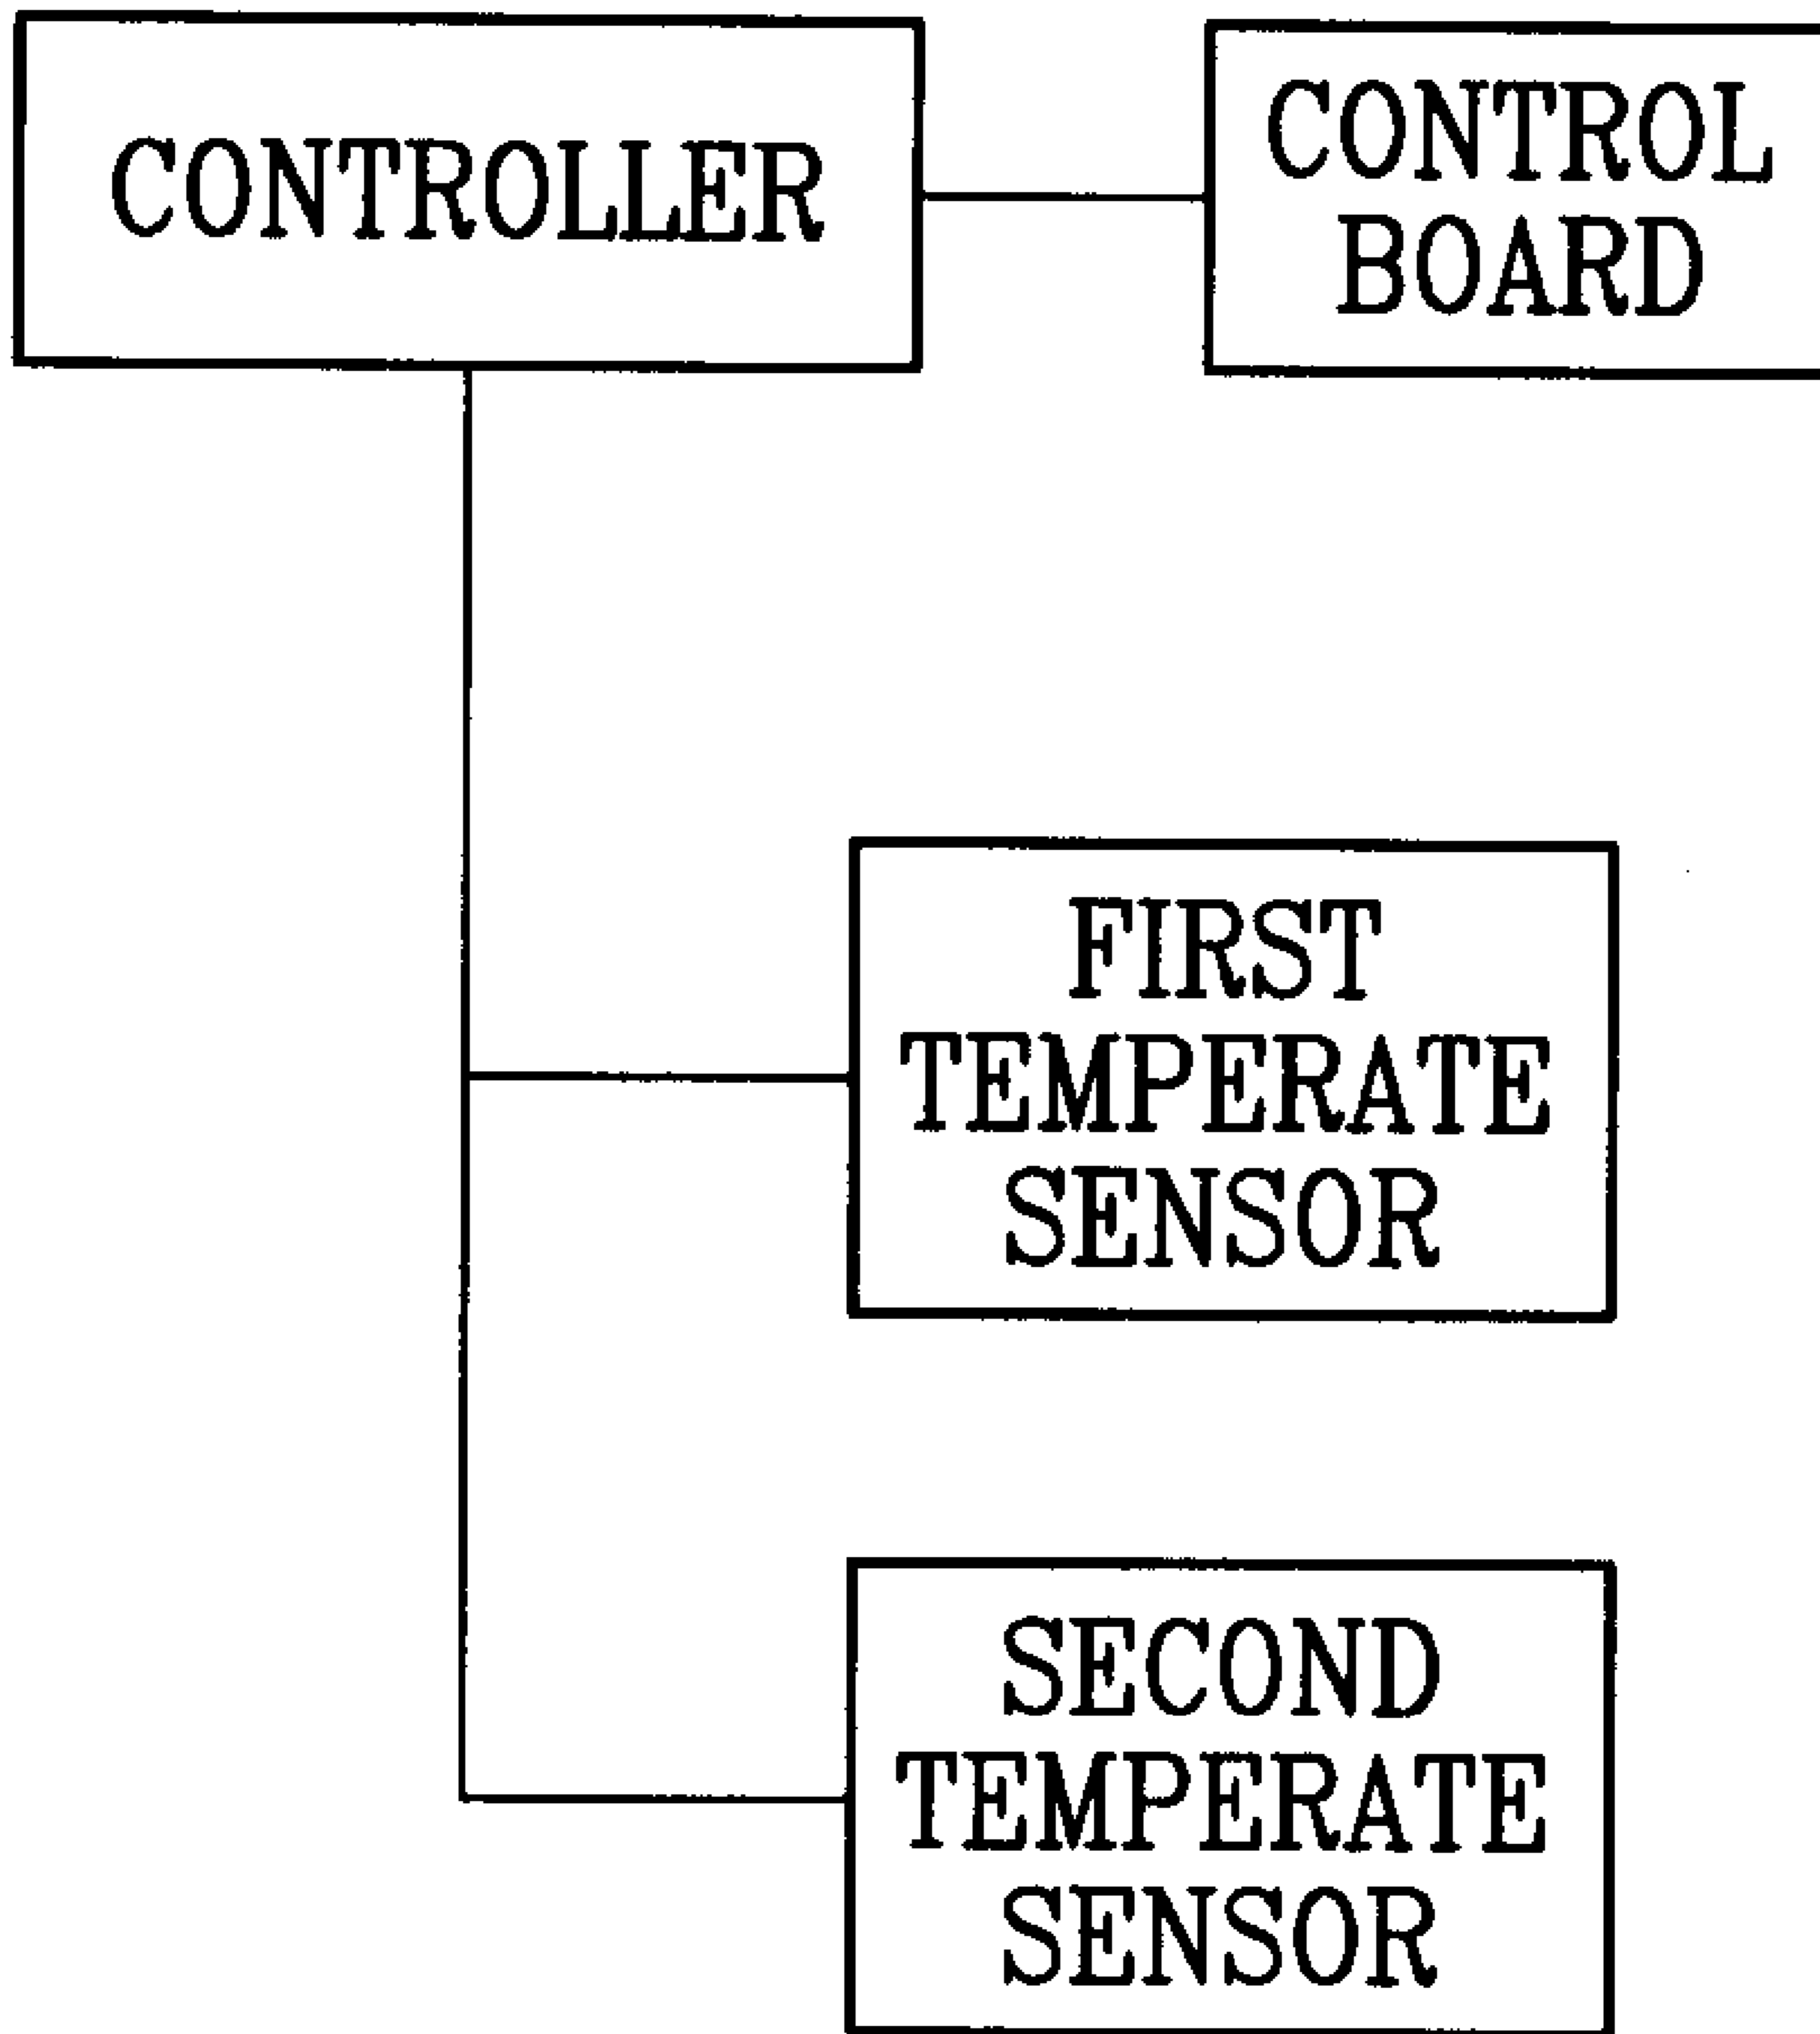 CONTROLLER
CONTROL
BOARD
FIRST
TEMPERATE
SENSOR
SECOND
TEMPERATE
SENSOR